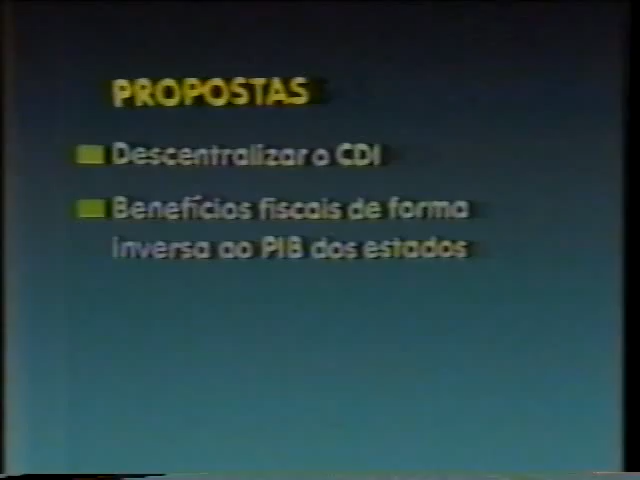 PROPOSTAS
Descentralizar o CDI
Benefícios fiscais de forma
inversa ao PIB dos estados